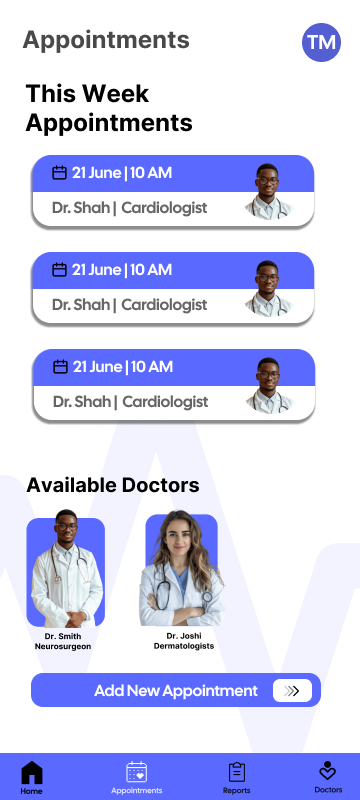 Appointments
TM
This Week
Appointments
21 June | 10 AM
Dr. Shah | Cardiologist
21 June | 10 AM
Dr. Shah | Cardiologist
21 June | 10 AM
Dr. Shah | Cardiologist
Available Doctors
Dr. Smith
Neurosurgeon
Dr. Joshi
Dermatologists
Add New Appointment
Home
Appointments
Reports
Doctors